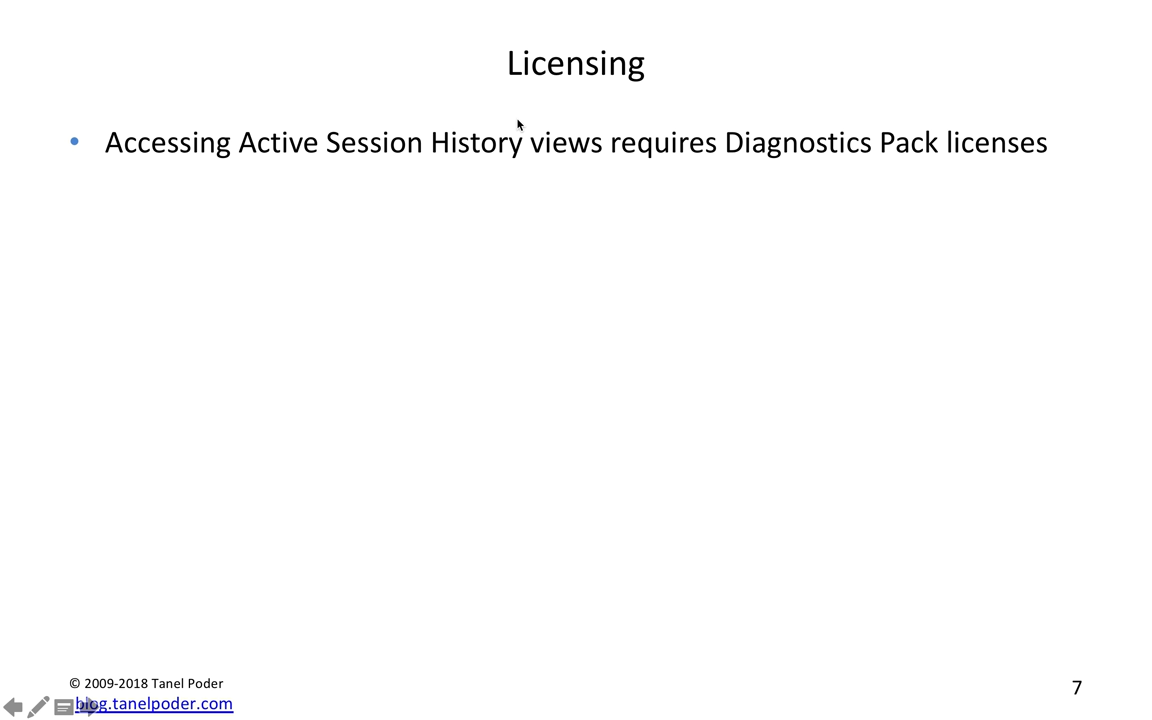 Licensing
• Accessing Active Session History views requires Diagnostics Pack licenses
© 2009-2018 Tanel Poder
blog.tanelpoder.com
7